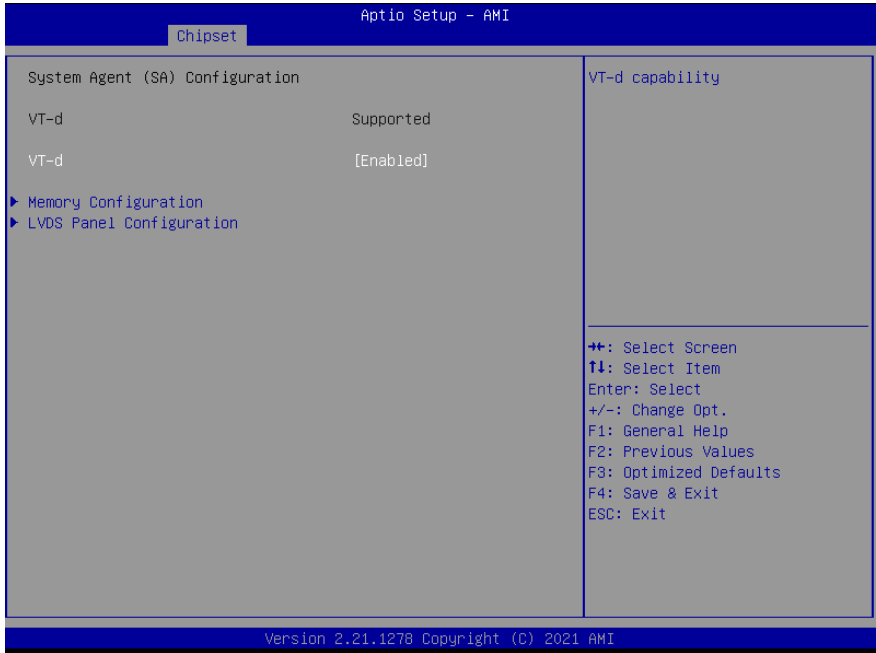 Aptio Setup – AMI
Chipset
System Agent (SA) Configuration
VT-d Supported
VT-d [Enabled]
▶ Memory Configuration
▶ LVDS Panel Configuration
VT-d capability
→←: Select Screen
↑↓: Select Item
Enter: Select
+/-: Change Opt.
F1: General Help
F2: Previous Values
F3: Optimized Defaults
F4: Save & Exit
ESC: Exit
Version 2.21.1278 Copyright (C) 2021 AMI